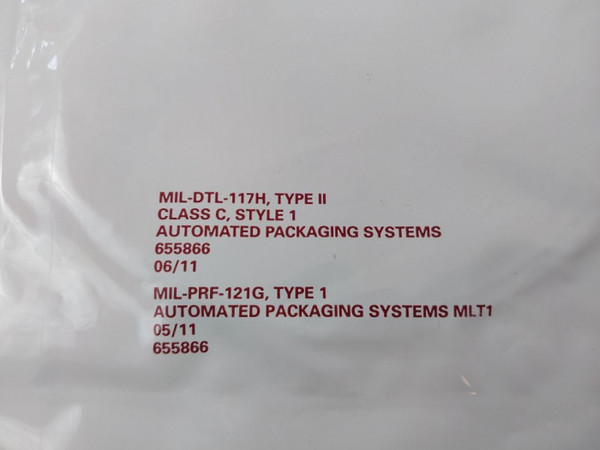 MIL-DTL-117H, TYPE II
CLASS C, STYLE 1
AUTOMATED PACKAGING SYSTEMS
655866
06/11
MIL-PRF-121G, TYPE 1
AUTOMATED PACKAGING SYSTEMS MLT1
05/11
655866